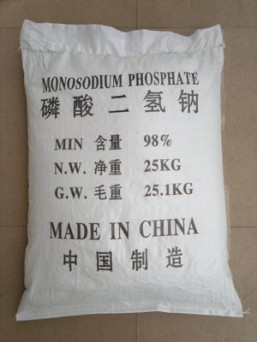 MONOSODIUM PHOSPHATE
磷酸二氢钠
MIN 含量 98%
N.W. 净重 25KG
G.W. 毛重 25.1KG
MADE IN CHINA
中国制造